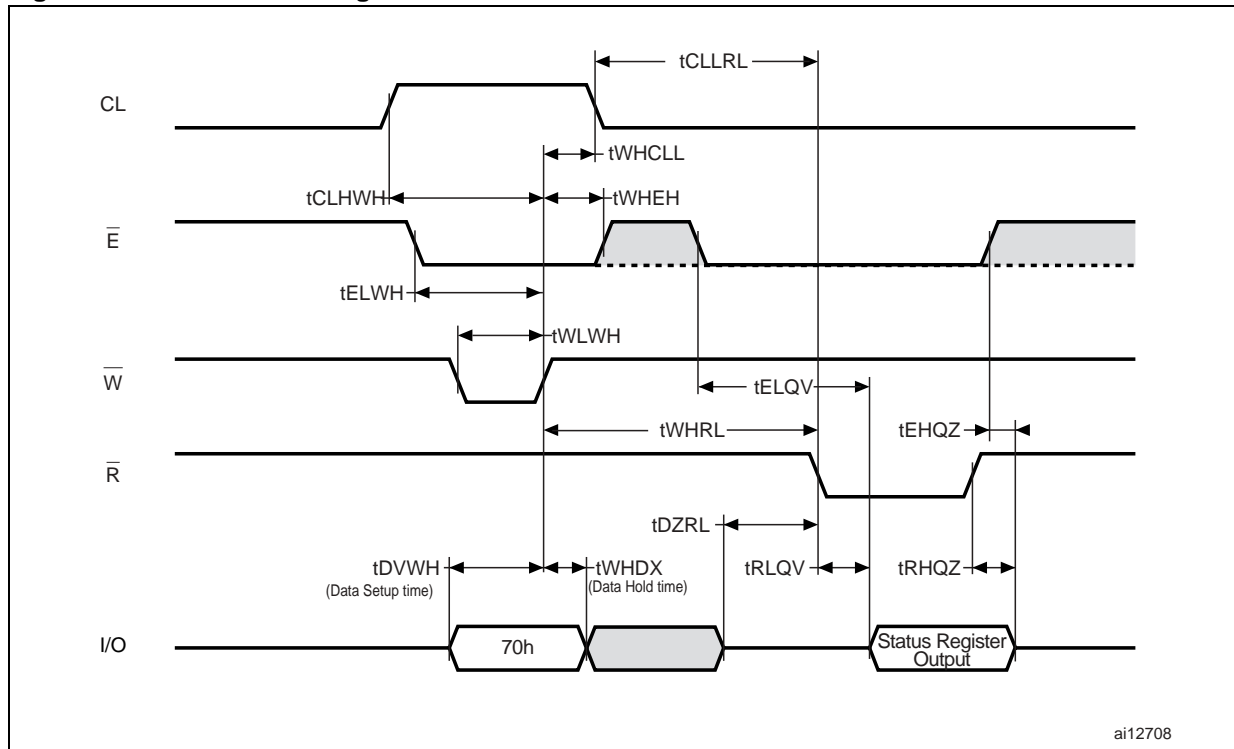 tCLLRL
CL
tWHCLL
tCLHWH
tWHEH
E̅
tELWH
tWLWH
W̅
tELQV
tWHRL
tEHQZ
R̅
tDZRL
tDVWH
(Data Setup time)
tWHDX
(Data Hold time)
tRLQV
tRHQZ
I/O
70h
Status Register
Output
ai12708